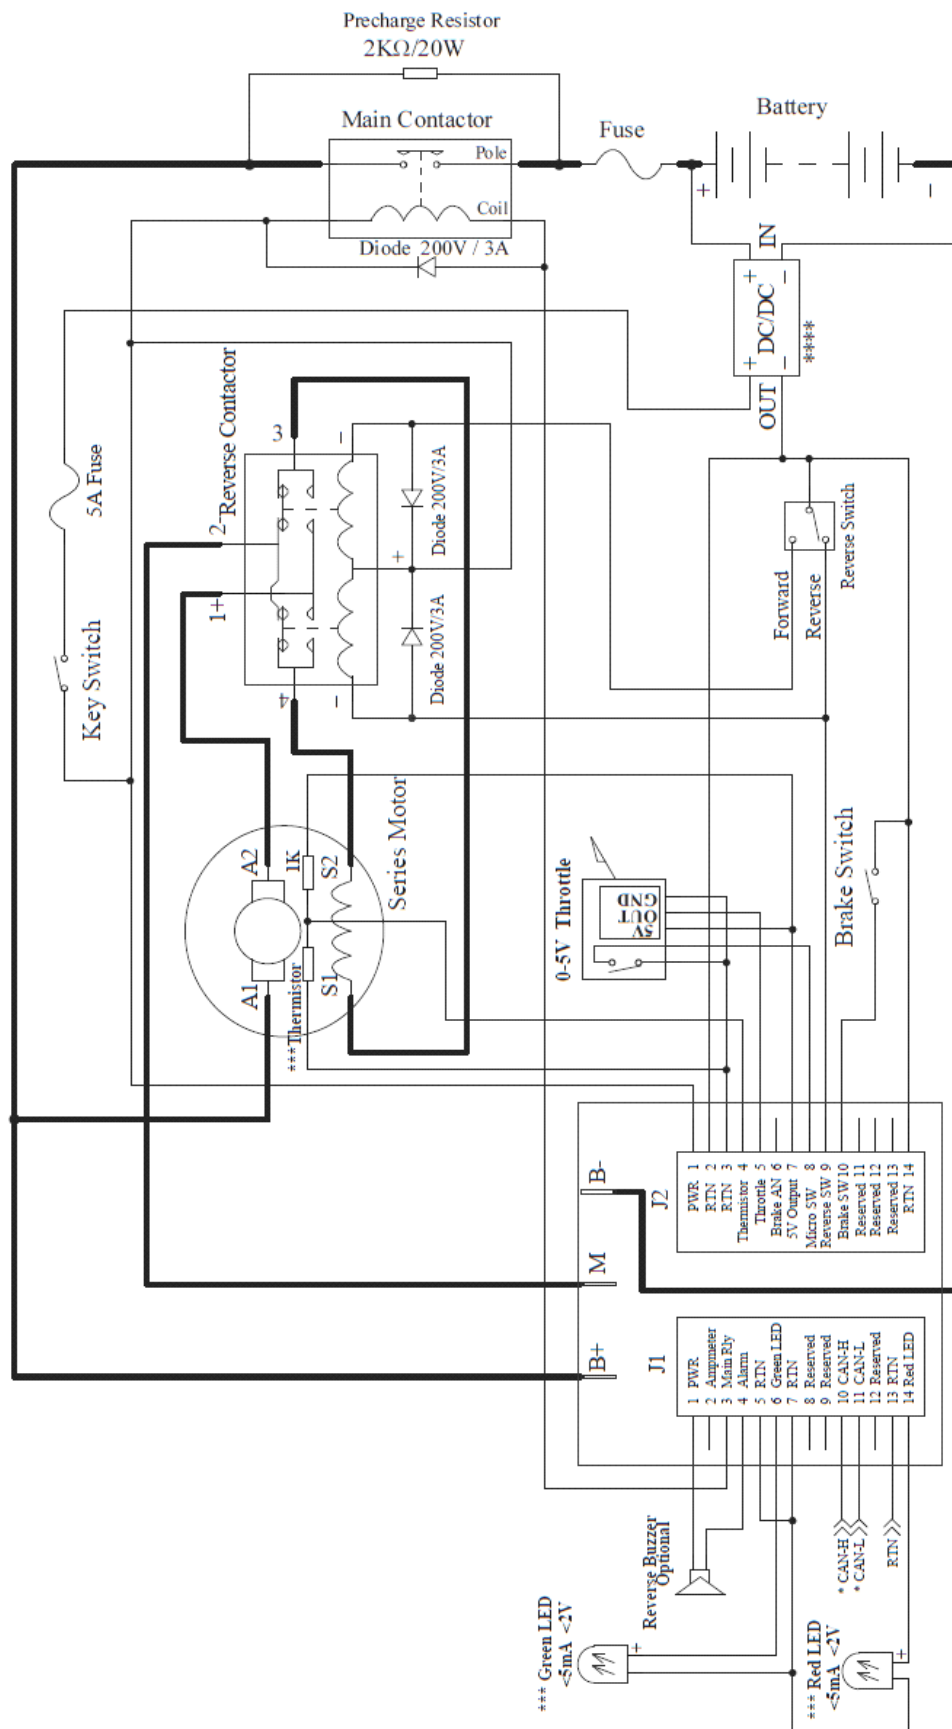 Precharge Resistor
2KΩ/20W
Main Contactor
Pole
Coil
Diode 200V / 3A
Fuse
Battery
+
-
IN
+ -
DC/DC
+ -
****
OUT
5A Fuse
Key Switch
Reverse Contactor
3
2-
1+
4
-
+
-
Diode 200V/3A
Diode 200V/3A
Forward
Reverse
Reverse Switch
Series Motor
A2
A1
1K
***Thermistor
S2
S1
0-5V Throttle
GND
OUT
5V
Brake Switch
B-
M
B+
J2
PWR 1
RTN 2
RTN 3
Thermistor 4
Throttle 5
Brake AN 6
5V Output 7
Micro SW 8
Reverse SW 9
Brake SW10
Reserved 11
Reserved 12
Reserved 13
RTN 14
J1
1 PWR
2 Ampmeter
3 Main Rly
4 Alarm
5 RTN
6 Green LED
7 RTN
8 Reserved
9 Reserved
10 CAN-H
11 CAN-L
12 Reserved
13 RTN
14 Red LED
Reverse Buzzer
Optional
*** Green LED
<5mA <2V
+
* CAN-H
* CAN-L
RTN
*** Red LED
<5mA <2V
+